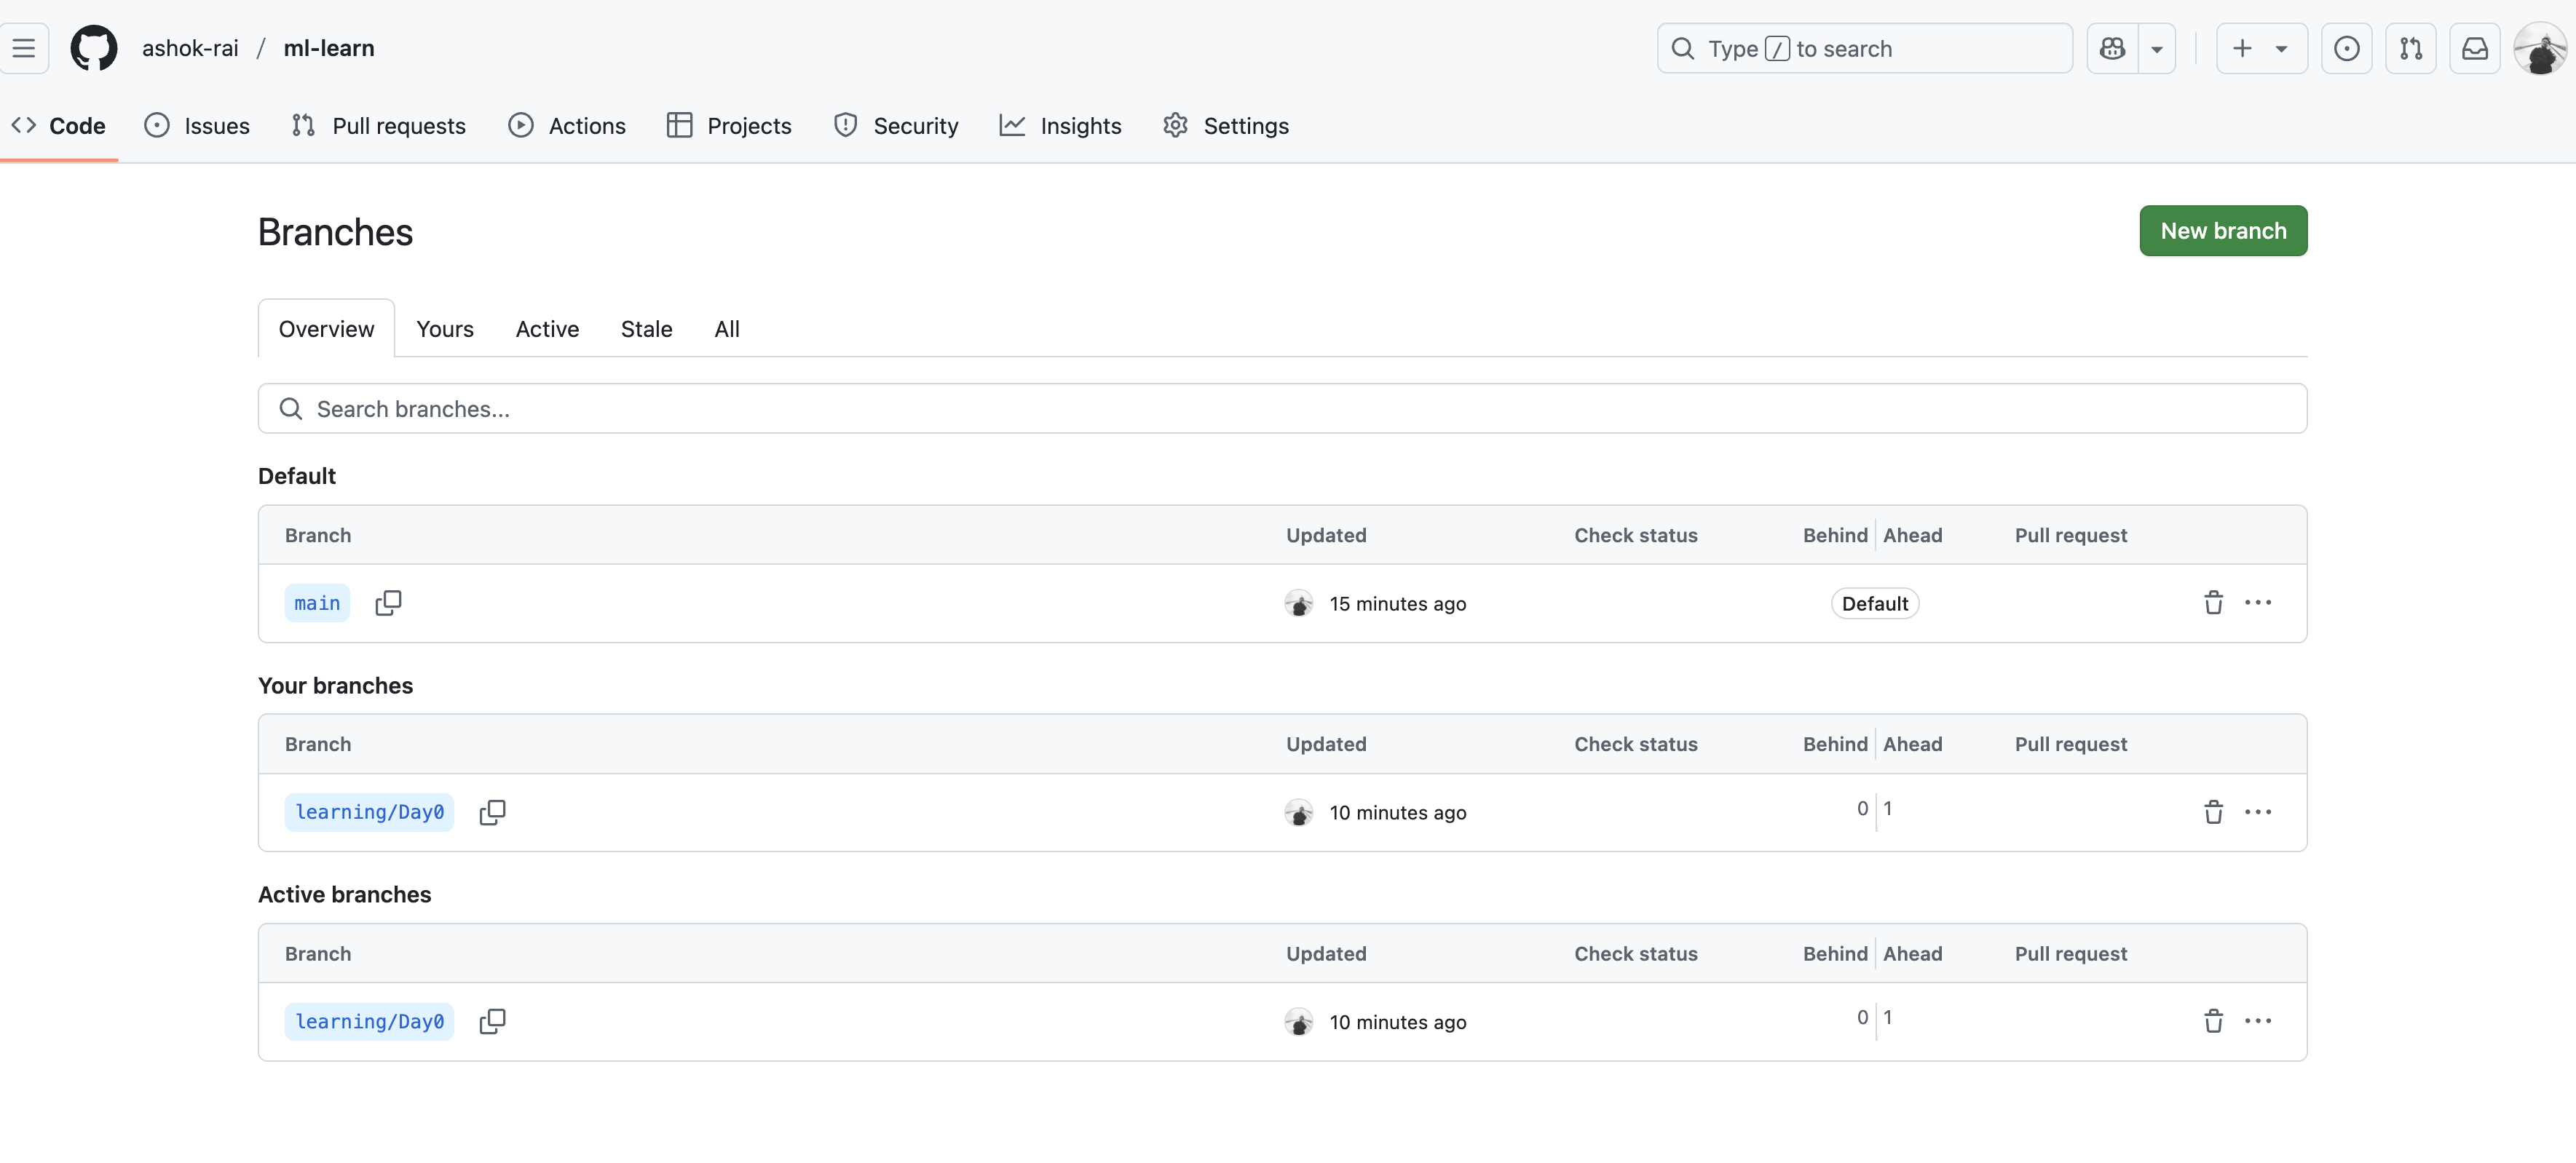 ashok-rai / ml-learn
Type / to search
Code Issues Pull requests Actions Projects Security Insights Settings
Branches
New branch
Overview Yours Active Stale All
Search branches...
Default
Branch Updated Check status Behind Ahead Pull request
main 15 minutes ago Default
Your branches
Branch Updated Check status Behind Ahead Pull request
learning/Day0 10 minutes ago 0 1
Active branches
Branch Updated Check status Behind Ahead Pull request
learning/Day0 10 minutes ago 0 1